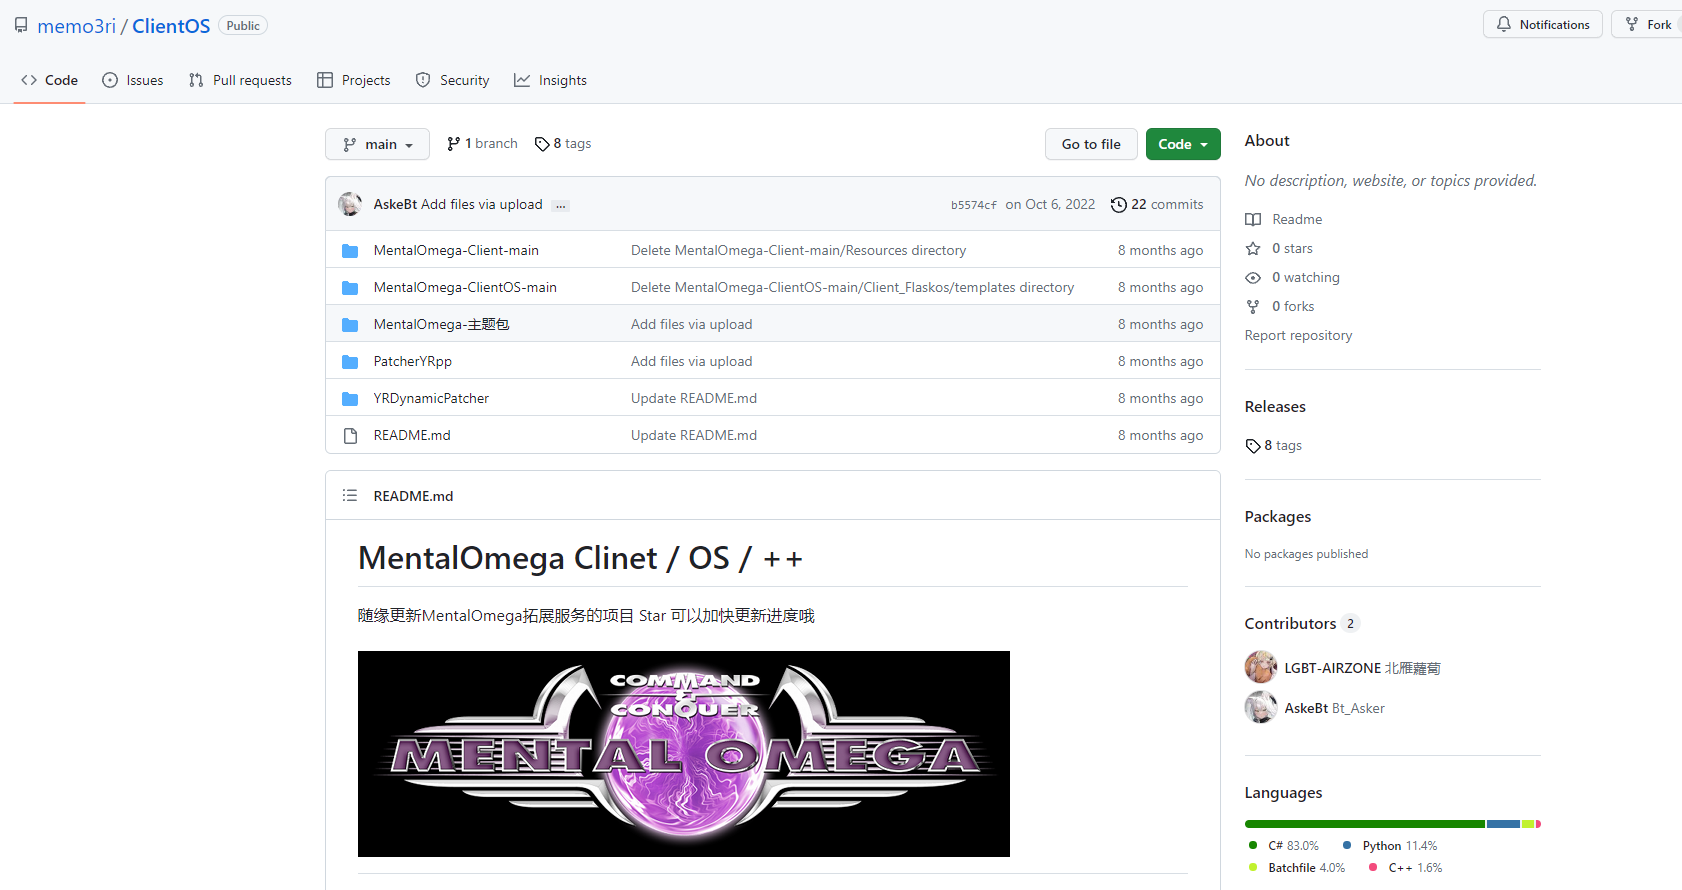 memo3ri / ClientOS Public
Notifications
Fork
Code
Issues
Pull requests
Projects
Security
Insights
main
1 branch
8 tags
Go to file
Code
AskeBt Add files via upload ...
b5574cf on Oct 6, 2022
22 commits
MentalOmega-Client-main
Delete MentalOmega-Client-main/Resources directory
8 months ago
MentalOmega-ClientOS-main
Delete MentalOmega-ClientOS-main/Client_Flaskos/templates directory
8 months ago
MentalOmega-主题包
Add files via upload
8 months ago
PatcherYRpp
Add files via upload
8 months ago
YRDynamicPatcher
Update README.md
8 months ago
README.md
Update README.md
8 months ago
README.md
MentalOmega Clinet / OS / ++
随缘更新MentalOmega拓展服务的项目 Star 可以加快更新进度哦
COMMAND
&
CONQUER
MENTAL OMEGA
About
No description, website, or topics provided.
Readme
0 stars
0 watching
0 forks
Report repository
Releases
8 tags
Packages
No packages published
Contributors 2
LGBT-AIRZONE 北雁蘿蔔
AskeBt Bt_Asker
Languages
C# 83.0%
Python 11.4%
Batchfile 4.0%
C++ 1.6%